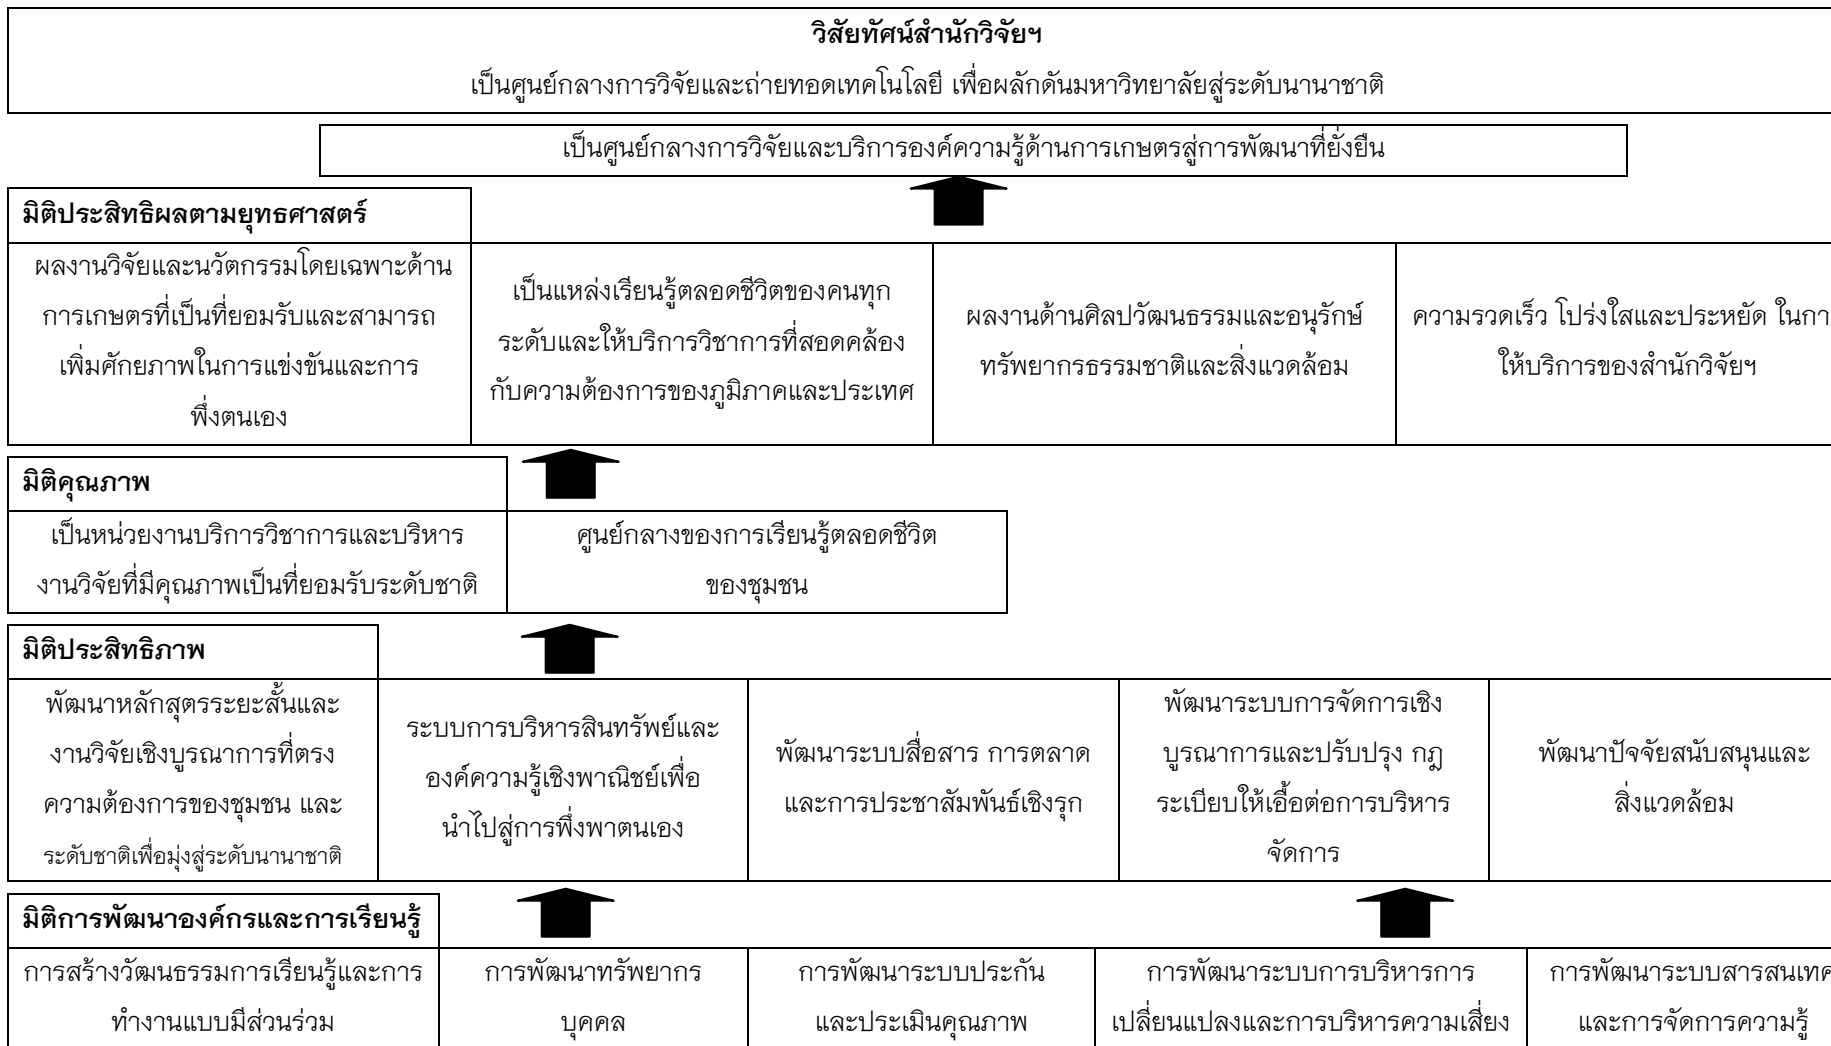 วิสัยทัศน์สำนักวิจัยฯ
เป็นศูนย์กลางการวิจัยและถ่ายทอดเทคโนโลยี เพื่อผลักดันมหาวิทยาลัยสู่ระดับนานาชาติ
เป็นศูนย์กลางการวิจัยและบริการองค์ความรู้ด้านการเกษตรสู่การพัฒนาที่ยั่งยืน
มิติประสิทธิผลตามยุทธศาสตร์
ผลงานวิจัยและนวัตกรรมโดยเฉพาะด้าน
การเกษตรที่เป็นที่ยอมรับและสามารถ
เพิ่มศักยภาพในการแข่งขันและการ
พึ่งตนเอง
เป็นแหล่งเรียนรู้ตลอดชีวิตของคนทุก
ระดับและให้บริการวิชาการที่สอดคล้อง
กับความต้องการของภูมิภาคและประเทศ
ผลงานด้านศิลปวัฒนธรรมและอนุรักษ์
ทรัพยากรธรรมชาติและสิ่งแวดล้อม
ความรวดเร็ว โปร่งใสและประหยัด ในกา
ให้บริการของสำนักวิจัยฯ
มิติคุณภาพ
เป็นหน่วยงานบริการวิชาการและบริหาร
งานวิจัยที่มีคุณภาพเป็นที่ยอมรับระดับชาติ
ศูนย์กลางของการเรียนรู้ตลอดชีวิต
ของชุมชน
มิติประสิทธิภาพ
พัฒนาหลักสูตรระยะสั้นและ
งานวิจัยเชิงบูรณาการที่ตรง
ความต้องการของชุมชน และ
ระดับชาติเพื่อมุ่งสู่ระดับนานาชาติ
ระบบการบริหารสินทรัพย์และ
องค์ความรู้เชิงพาณิชย์เพื่อ
นำไปสู่การพึ่งพาตนเอง
พัฒนาระบบสื่อสาร การตลาด
และการประชาสัมพันธ์เชิงรุก
พัฒนาระบบการจัดการเชิง
บูรณาการและปรับปรุง กฎ
ระเบียบให้เอื้อต่อการบริหาร
จัดการ
พัฒนาปัจจัยสนับสนุนและ
สิ่งแวดล้อม
มิติการพัฒนาองค์กรและการเรียนรู้
การสร้างวัฒนธรรมการเรียนรู้และการ
ทำงานแบบมีส่วนร่วม
การพัฒนาทรัพยากร
บุคคล
การพัฒนาระบบประกัน
และประเมินคุณภาพ
การพัฒนาระบบการบริหารการ
เปลี่ยนแปลงและการบริหารความเสี่ยง
การพัฒนาระบบสารสนเทศ
และการจัดการความรู้